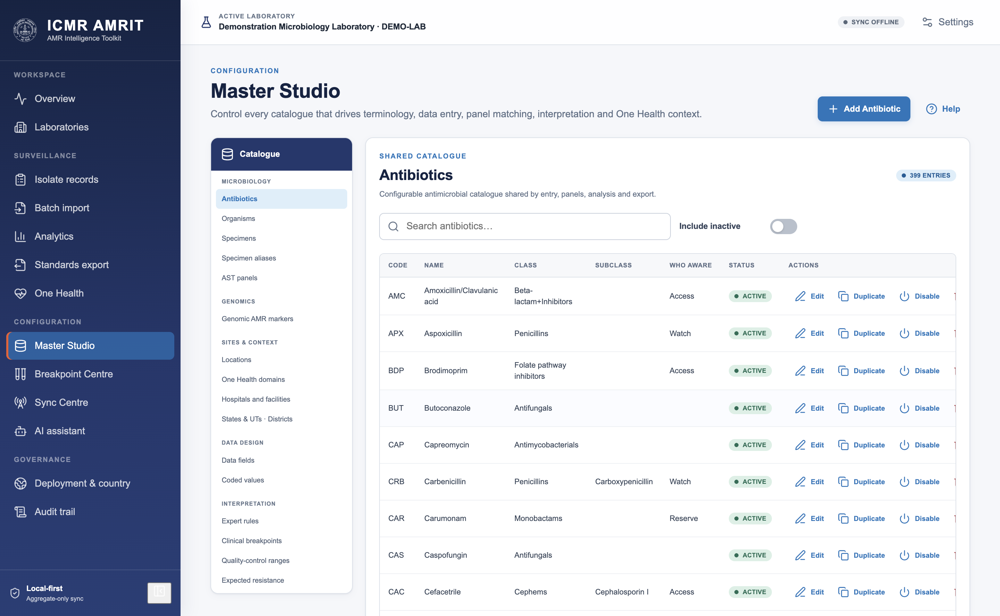 ICMR AMRIT
AMR Intelligence Toolkit
WORKSPACE
Overview
Laboratories
SURVEILLANCE
Isolate records
Batch import
Analytics
Standards export
One Health
CONFIGURATION
Master Studio
Breakpoint Centre
Sync Centre
AI assistant
GOVERNANCE
Deployment & country
Audit trail
Local-first
Aggregate-only sync
ACTIVE LABORATORY
Demonstration Microbiology Laboratory · DEMO-LAB
SYNC OFFLINE
Settings
CONFIGURATION
Master Studio
Control every catalogue that drives terminology, data entry, panel matching, interpretation and One Health context.
Add Antibiotic
Help
Catalogue
MICROBIOLOGY
Antibiotics
Organisms
Specimens
Specimen aliases
AST panels
GENOMICS
Genomic AMR markers
SITES & CONTEXT
Locations
One Health domains
Hospitals and facilities
States & UTs · Districts
DATA DESIGN
Data fields
Coded values
INTERPRETATION
Expert rules
Clinical breakpoints
Quality-control ranges
Expected resistance
SHARED CATALOGUE
Antibiotics
399 ENTRIES
Configurable antimicrobial catalogue shared by entry, panels, analysis and export.
Search antibiotics…
Include inactive
CODE NAME CLASS SUBCLASS WHO AWARE STATUS ACTIONS
AMC Amoxicillin/Clavulanic acid Beta-lactam+Inhibitors Access ACTIVE Edit Duplicate Disable
APX Aspoxicillin Penicillins Watch ACTIVE Edit Duplicate Disable
BDP Brodimoprim Folate pathway inhibitors Access ACTIVE Edit Duplicate Disable
BUT Butoconazole Antifungals ACTIVE Edit Duplicate Disable
CAP Capreomycin Antimycobacterials ACTIVE Edit Duplicate Disable
CRB Carbenicillin Penicillins Carboxypenicillin Watch ACTIVE Edit Duplicate Disable
CAR Carumonam Monobactams Reserve ACTIVE Edit Duplicate Disable
CAS Caspofungin Antifungals ACTIVE Edit Duplicate Disable
CAC Cefacetrile Cephems Cephalosporin I Access ACTIVE Edit Duplicate Disable